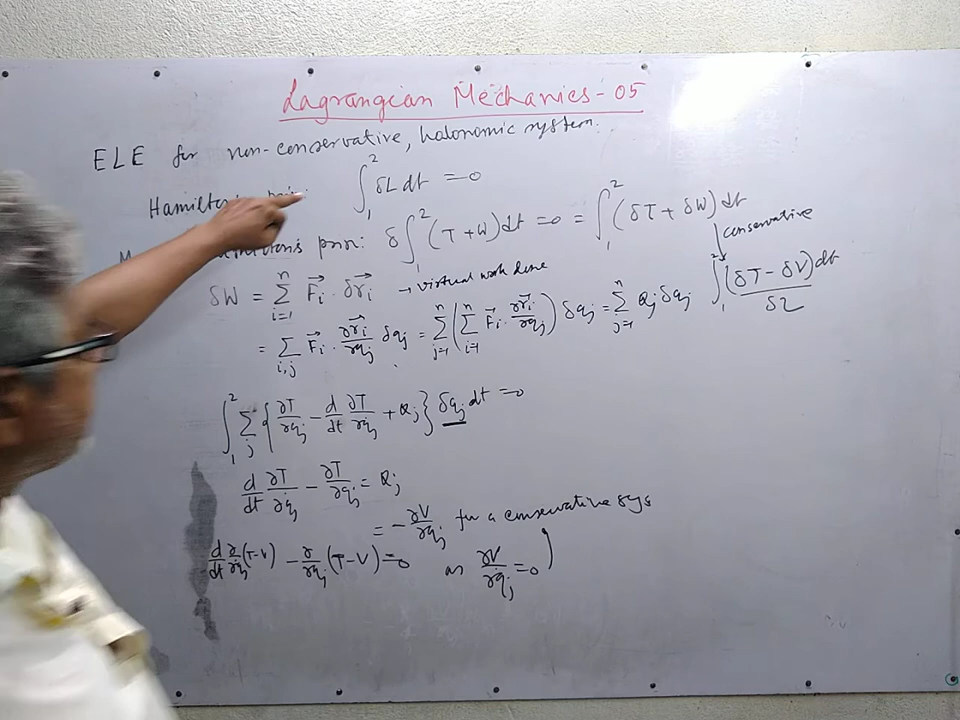 Lagrangian Mechanics - 05
ELE for non-conservative, holonomic system.
Hamilton's ∫₁² δL dt = 0
prin: δ∫₁² (T + W) dt = 0 = ∫₁² (δT + δW) dt
conservative
δW = Σᵢ₌₁ⁿ F⃗ᵢ · δr⃗ᵢ → virtual work done ∫₁² (δT - δV) dt
δL
= Σᵢ,ⱼ F⃗ᵢ · ∂r⃗ᵢ/∂qⱼ δqⱼ = Σⱼ₌₁ⁿ (Σᵢ₌₁ⁿ F⃗ᵢ · ∂r⃗ᵢ/∂qⱼ) δqⱼ = Σⱼ₌₁ⁿ Qⱼ δqⱼ
∫₁² Σⱼ {∂T/∂qⱼ - d/dt ∂T/∂q̇ⱼ + Qⱼ} δqⱼ dt = 0
d/dt ∂T/∂q̇ⱼ - ∂T/∂qⱼ = Qⱼ
= - ∂V/∂qⱼ for a conservative sys
d/dt ∂/∂q̇ⱼ (T-V) - ∂/∂qⱼ (T-V) = 0 as ∂V/∂q̇ⱼ = 0